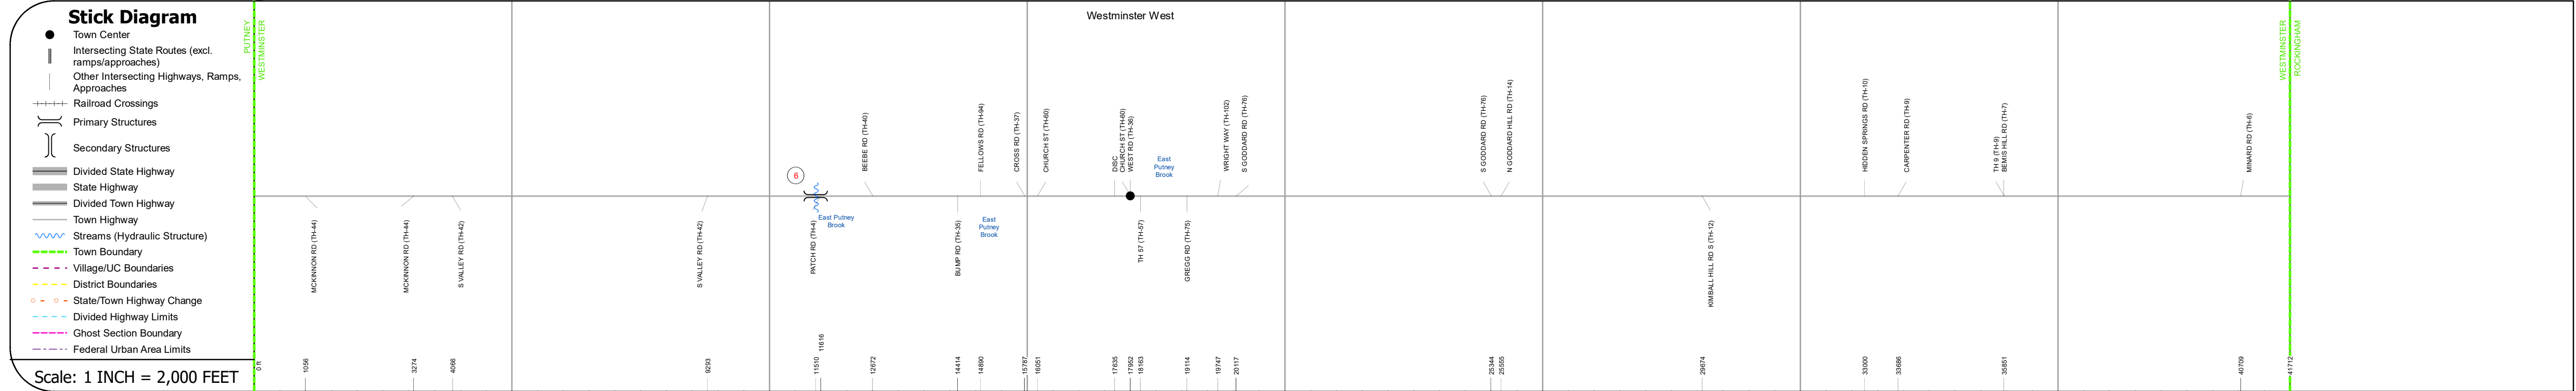 Stick Diagram
Town Center
Intersecting State Routes (excl.
ramps/approaches)
Other Intersecting Highways, Ramps,
Approaches
Railroad Crossings
Primary Structures
Secondary Structures
Divided State Highway
State Highway
Divided Town Highway
Town Highway
Streams (Hydraulic Structure)
Town Boundary
Village/UC Boundaries
District Boundaries
State/Town Highway Change
Divided Highway Limits
Ghost Section Boundary
Federal Urban Area Limits
Scale: 1 INCH = 2,000 FEET
PUTNEY
WESTMINSTER
Westminster West
WESTMINSTER
ROCKINGHAM
6
BEEBE RD (TH-40)
FELLOWS RD (TH-94)
CROSS RD (TH-37)
CHURCH ST (TH-60)
DISC
CHURCH ST (TH-60)
WEST RD (TH-36)
East
Putney
Brook
WRIGHT WAY (TH-102)
S GODDARD RD (TH-76)
S GODDARD RD (TH-76)
N GODDARD HILL RD (TH-14)
HIDDEN SPRINGS RD (TH-10)
CARPENTER RD (TH-9)
TH 9 (TH-9)
BEMIS HILL RD (TH-7)
MINARD RD (TH-6)
MCKINNON RD (TH-44)
MCKINNON RD (TH-44)
S VALLEY RD (TH-42)
S VALLEY RD (TH-42)
PATCH RD (TH-4)
East Putney
Brook
BUMP RD (TH-35)
East
Putney
Brook
TH 57 (TH-57)
GREGG RD (TH-75)
KIMBALL HILL RD S (TH-12)
0 ft
1056
3274
4066
9293
11510
11616
12672
14414
14890
15787
16051
17635
17952
18163
19114
19747
20117
25344
25555
29674
33000
33686
35851
40709
41712